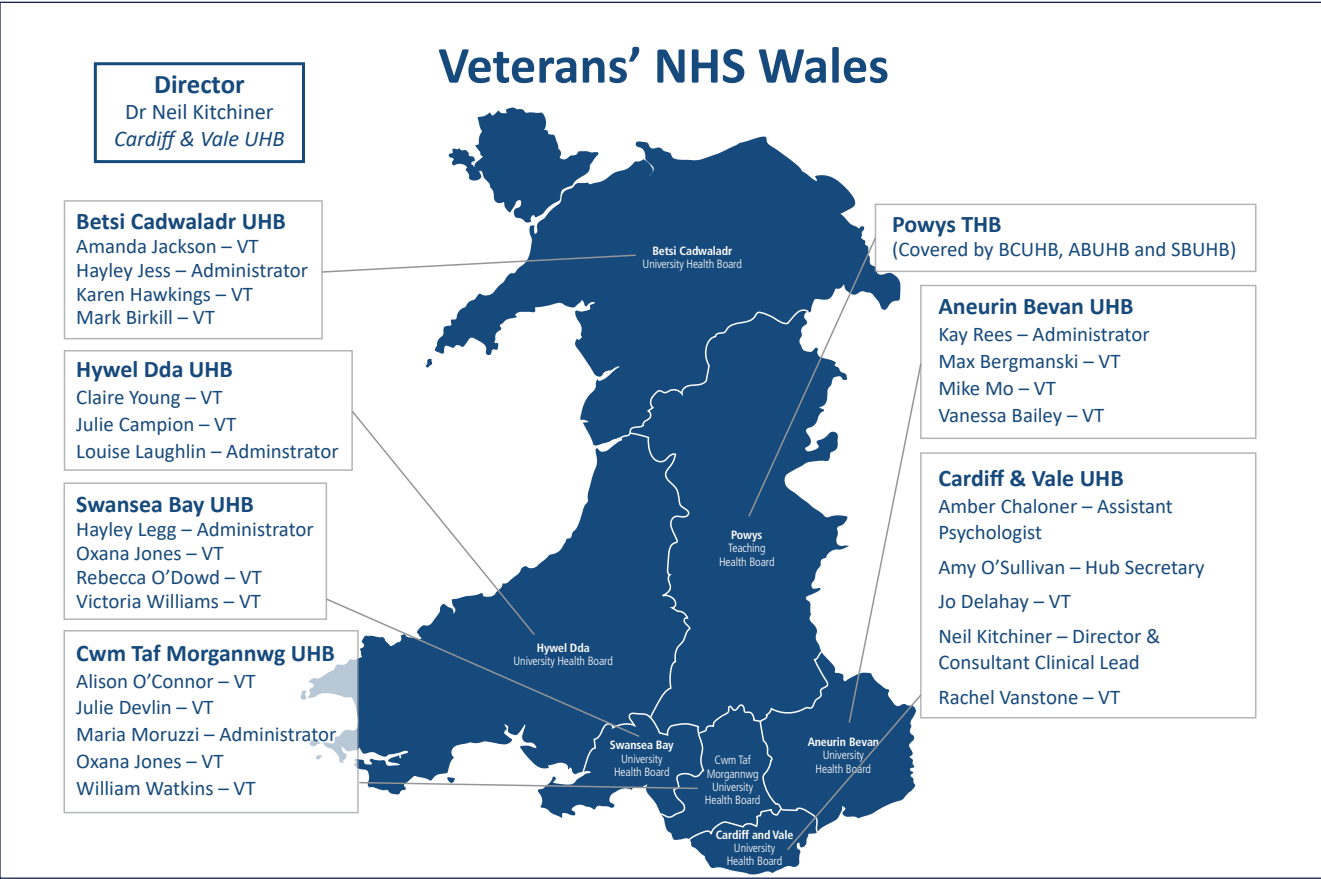 Veterans’ NHS Wales
Director
Dr Neil Kitchiner
Cardiff & Vale UHB
Betsi Cadwaladr UHB
Amanda Jackson – VT
Hayley Jess – Administrator
Karen Hawkings – VT
Mark Birkill – VT
Hywel Dda UHB
Claire Young – VT
Julie Campion – VT
Louise Laughlin – Adminstrator
Swansea Bay UHB
Hayley Legg – Administrator
Oxana Jones – VT
Rebecca O’Dowd – VT
Victoria Williams – VT
Cwm Taf Morgannwg UHB
Alison O’Connor – VT
Julie Devlin – VT
Maria Moruzzi – Administrator
Oxana Jones – VT
William Watkins – VT
Betsi Cadwaladr
University Health Board
Powys
Teaching
Health Board
Hywel Dda
University Health Board
Swansea Bay
University
Health Board
Cwm Taf
Morgannwg
University
Health Board
Aneurin Bevan
University
Health Board
Cardiff and Vale
University
Health Board
Powys THB
(Covered by BCUHB, ABUHB and SBUHB)
Aneurin Bevan UHB
Kay Rees – Administrator
Max Bergmanski – VT
Mike Mo – VT
Vanessa Bailey – VT
Cardiff & Vale UHB
Amber Chaloner – Assistant
Psychologist
Amy O’Sullivan – Hub Secretary
Jo Delahay – VT
Neil Kitchiner – Director &
Consultant Clinical Lead
Rachel Vanstone – VT